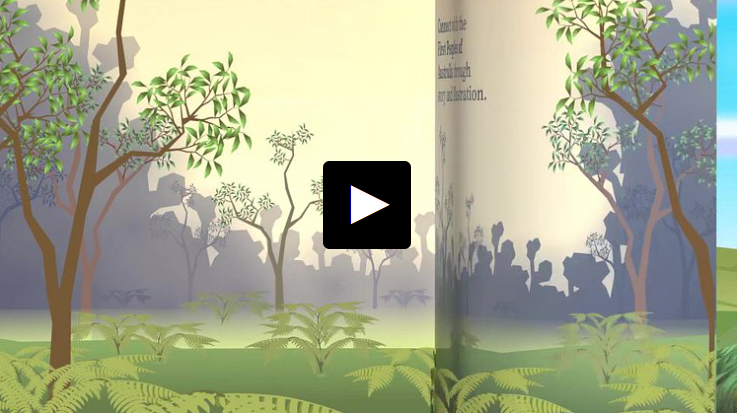 Connect with the
First Peoples of
Australia through
story and illustration.